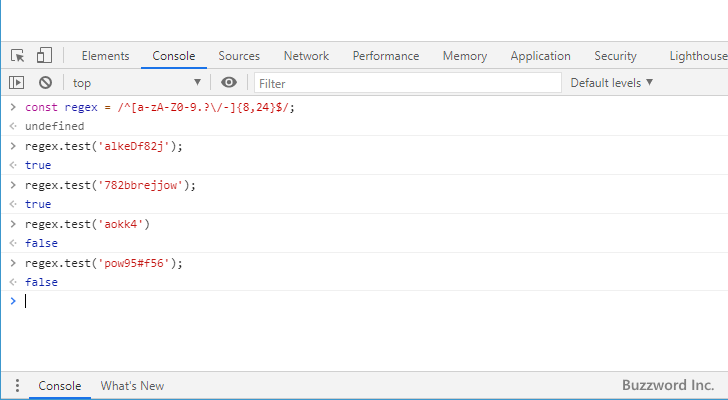 Elements Console Sources Network Performance Memory Application Security Lighthouse
top ▼ Filter Default levels ▼
> const regex = /^[a-zA-Z0-9.?\/-]{8,24}$/;
<· undefined
> regex.test('alkeDf82j');
<· true
> regex.test('782bbrejjow');
<· true
> regex.test('aokk4')
<· false
> regex.test('pow95#f56');
<· false
>
Console What's New
Buzzword Inc.